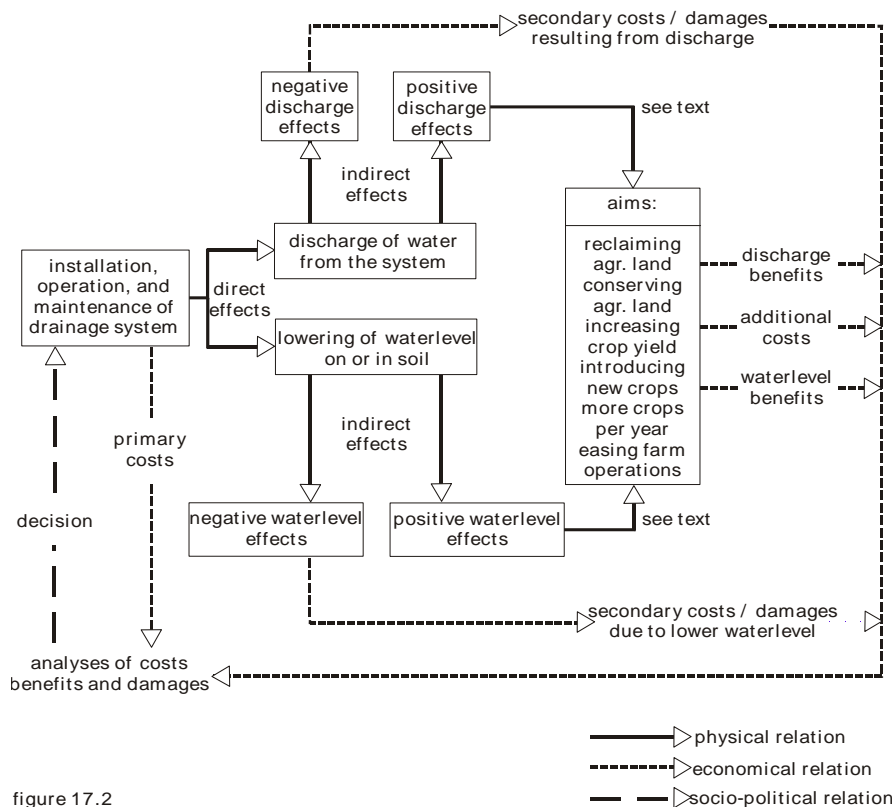 secondary costs / damages
resulting from discharge
negative
discharge
effects
positive
discharge
effects
see text
indirect
effects
aims:
reclaiming
agr. land
conserving
agr. land
increasing
crop yield
introducing
new crops
more crops
per year
easing farm
operations
discharge of water
from the system
installation,
operation, and
maintenance of
drainage system
direct
effects
discharge
benefits
additional
costs
waterlevel
benefits
lowering of waterlevel
on or in soil
indirect
effects
primary
costs
decision
negative waterlevel
effects
positive waterlevel
effects
see text
secondary costs / damages
due to lower waterlevel
analyses of costs
benefits and damages
physical relation
economical relation
socio-political relation
figure 17.2